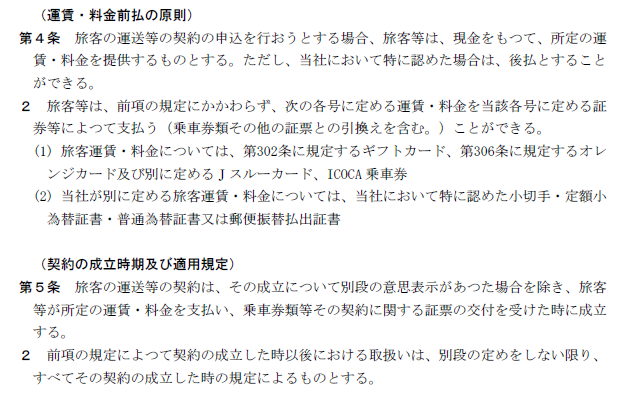 （運賃・料金前払の原則）
第４条　旅客の運送等の契約の申込を行おうとする場合、旅客等は、現金をもつて、所定の運
賃・料金を提供するものとする。ただし、当社において特に認めた場合は、後払とすること
ができる。
２　旅客等は、前項の規定にかかわらず、次の各号に定める運賃・料金を当該各号に定める証
券等によつて支払う（乗車券類その他の証票との引換えを含む。）ことができる。
(1) 旅客運賃・料金については、第302条に規定するギフトカード、第306条に規定するオレ
ンジカード及び別に定めるＪスルーカード、ICOCA乗車券
(2) 当社が別に定める旅客運賃・料金については、当社において特に認めた小切手・定額小
為替証書・普通為替証書又は郵便振替払出証書
（契約の成立時期及び適用規定）
第５条　旅客の運送等の契約は、その成立について別段の意思表示があつた場合を除き、旅客
等が所定の運賃・料金を支払い、乗車券類等その契約に関する証票の交付を受けた時に成立
する。
２　前項の規定によつて契約の成立した時以後における取扱いは、別段の定めをしない限り、
すべてその契約の成立した時の規定によるものとする。